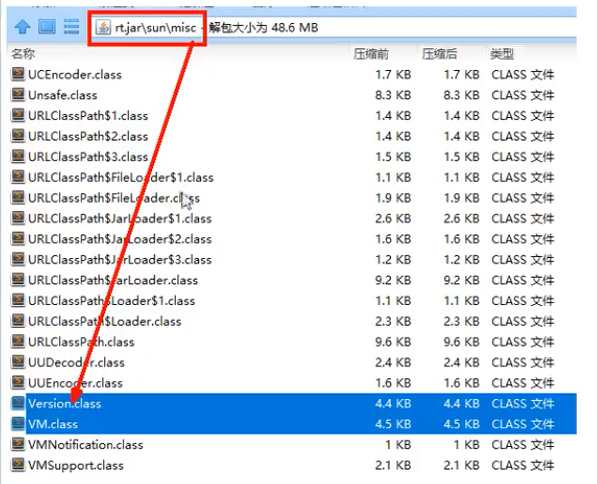 rt.jar\sun\misc - 解包大小为 48.6 MB
名称 压缩前 压缩后 类型
UCEncoder.class 1.7 KB 1.7 KB CLASS 文件
Unsafe.class 8.3 KB 8.3 KB CLASS 文件
URLClassPath$1.class 1.4 KB 1.4 KB CLASS 文件
URLClassPath$2.class 1.4 KB 1.4 KB CLASS 文件
URLClassPath$3.class 1.5 KB 1.5 KB CLASS 文件
URLClassPath$FileLoader$1.class 1.1 KB 1.1 KB CLASS 文件
URLClassPath$FileLoader.class 1.9 KB 1.9 KB CLASS 文件
URLClassPath$JarLoader$1.class 2.6 KB 2.6 KB CLASS 文件
URLClassPath$JarLoader$2.class 1.6 KB 1.6 KB CLASS 文件
URLClassPath$JarLoader$3.class 1.2 KB 1.2 KB CLASS 文件
URLClassPath$JarLoader.class 9.2 KB 9.2 KB CLASS 文件
URLClassPath$Loader$1.class 1.1 KB 1.1 KB CLASS 文件
URLClassPath$Loader.class 2.3 KB 2.3 KB CLASS 文件
URLClassPath.class 9.6 KB 9.6 KB CLASS 文件
UUDecoder.class 2.4 KB 2.4 KB CLASS 文件
UUEncoder.class 1.6 KB 1.6 KB CLASS 文件
Version.class 4.4 KB 4.4 KB CLASS 文件
VM.class 4.5 KB 4.5 KB CLASS 文件
VMNotification.class 1 KB 1 KB CLASS 文件
VMSupport.class 2.1 KB 2.1 KB CLASS 文件